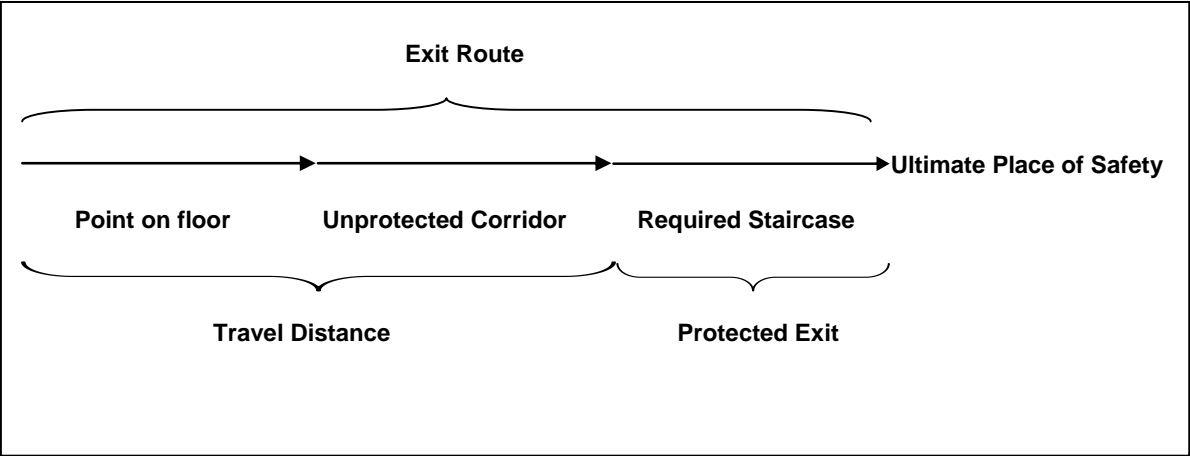 Exit Route
Ultimate Place of Safety
Point on floor
Unprotected Corridor
Required Staircase
Travel Distance
Protected Exit